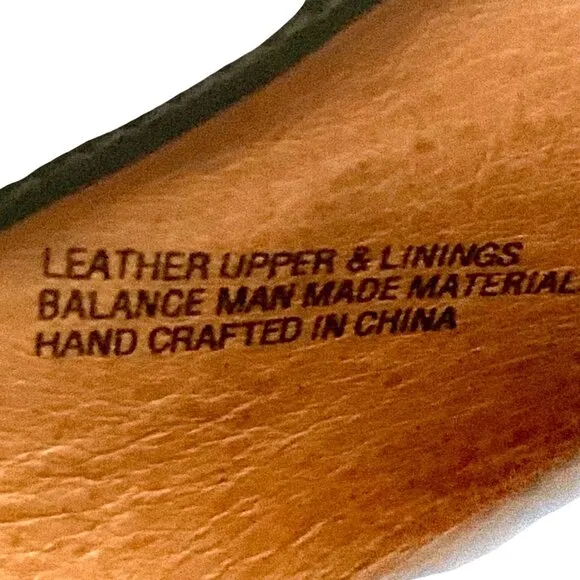 LEATHER UPPER & LININGS
BALANCE MAN MADE MATERIAL
HAND CRAFTED IN CHINA